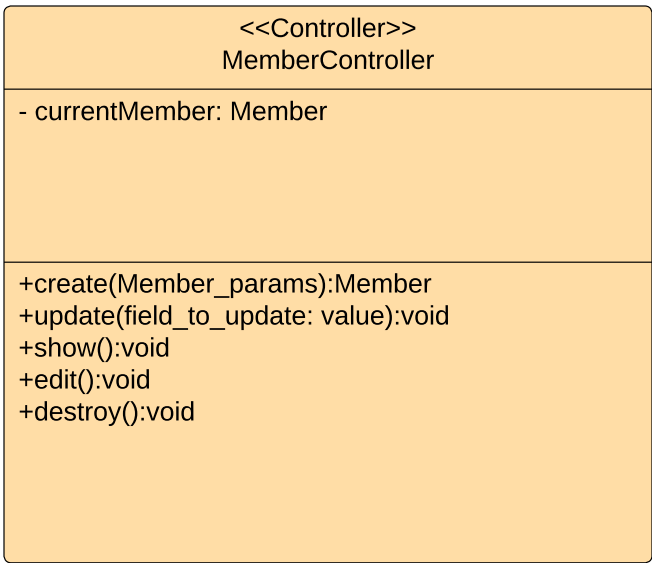 <<Controller>>
MemberController
- currentMember: Member
+create(Member_params):Member
+update(field_to_update: value):void
+show():void
+edit():void
+destroy():void